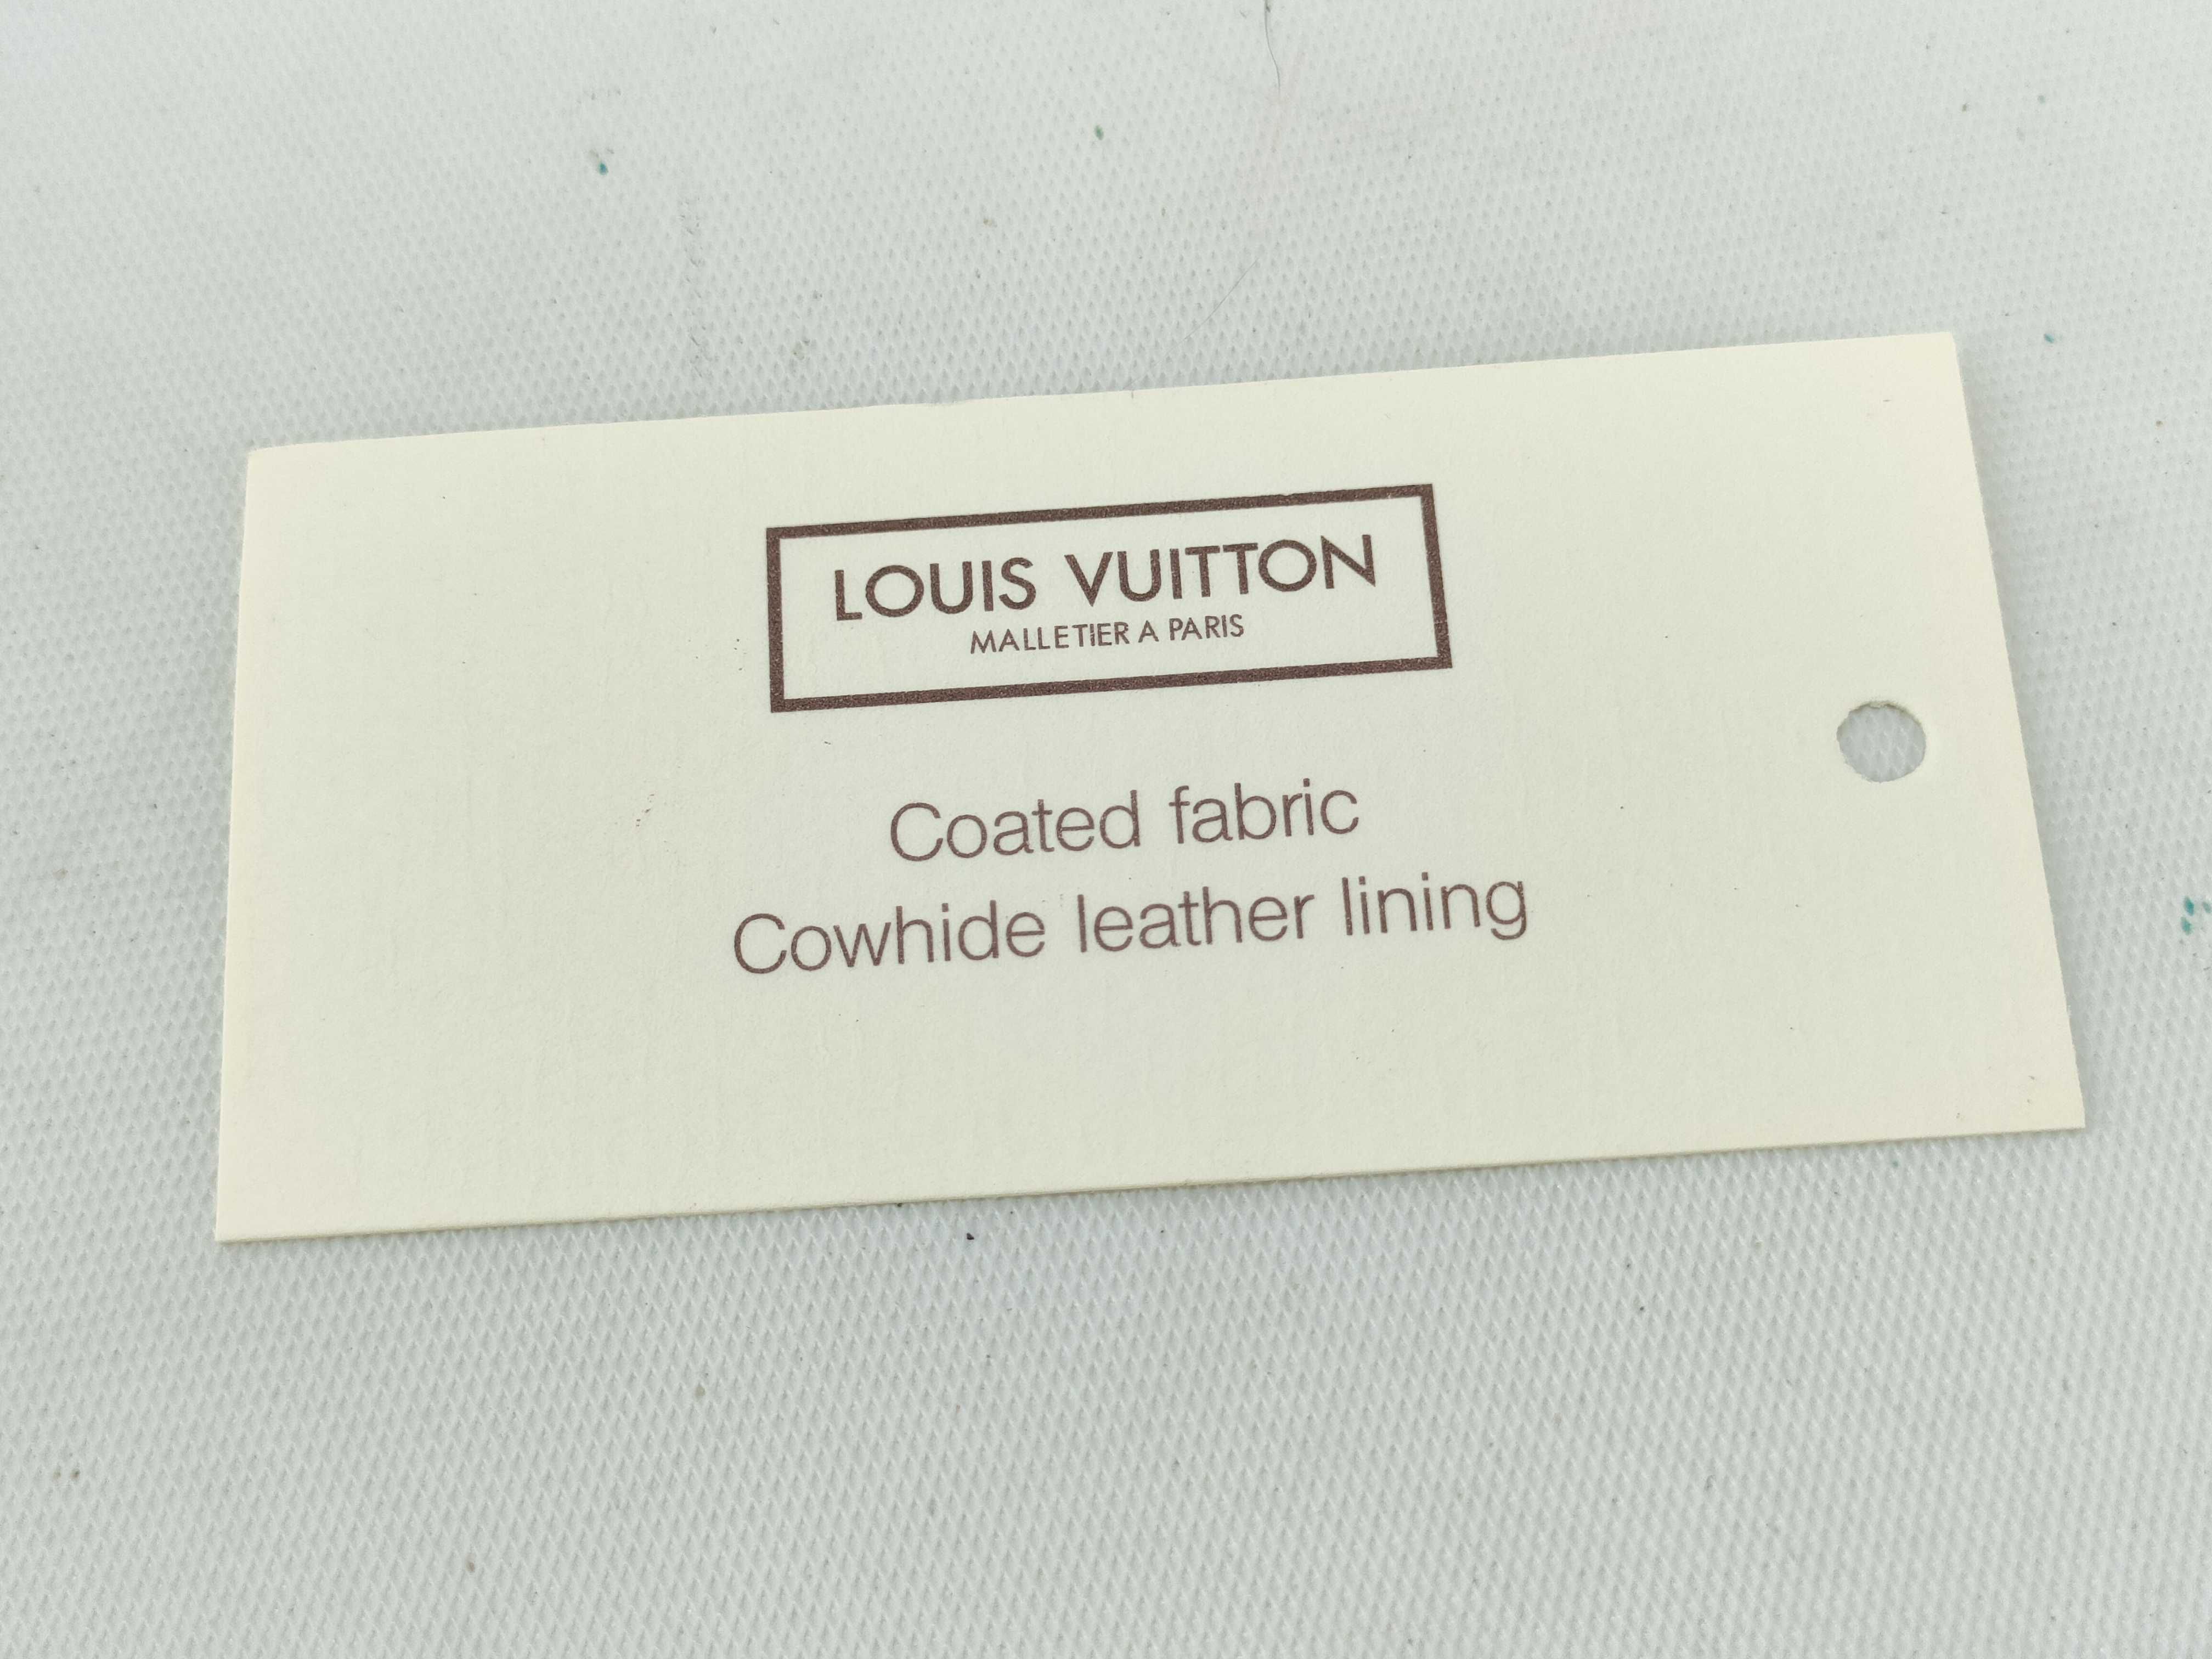 LOUIS VUITTON
MALLETIER A PARIS
Coated fabric
Cowhide leather lining